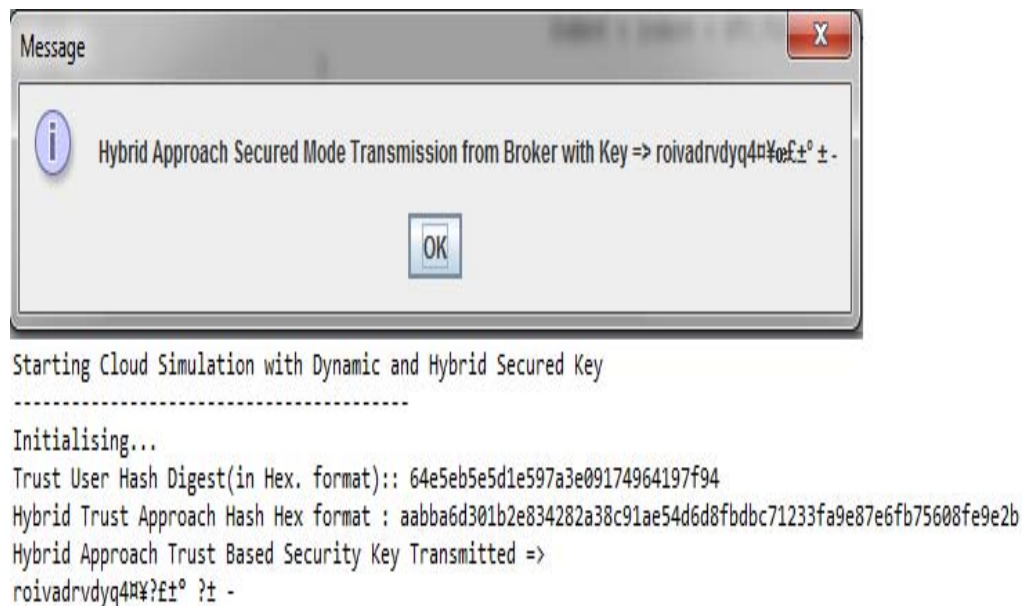 Message
X
Hybrid Approach Secured Mode Transmission from Broker with Key => roivadrvdyq4¤¥œ£±º ± -
OK
Starting Cloud Simulation with Dynamic and Hybrid Secured Key
-----------------------------------------
Initialising...
Trust User Hash Digest(in Hex. format):: 64e5eb5e5d1e597a3e09174964197f94
Hybrid Trust Approach Hash Hex format : aabba6d301b2e834282a38c91ae54d6d8fbdbc71233fa9e87e6fb75608fe9e2b
Hybrid Approach Trust Based Security Key Transmitted =>
roivadrvdyq4¤¥?£±º ?± -